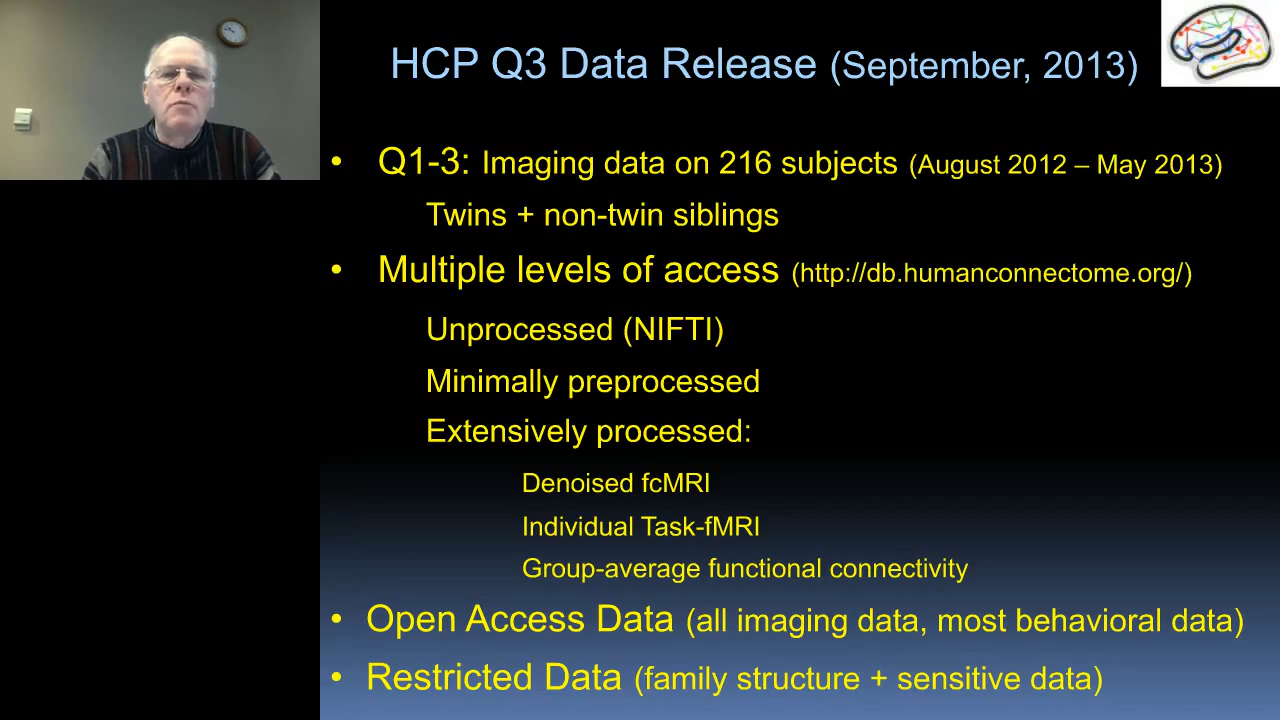 HCP Q3 Data Release (September, 2013)
• Q1-3: Imaging data on 216 subjects (August 2012 – May 2013)
Twins + non-twin siblings
• Multiple levels of access (http://db.humanconnectome.org/)
Unprocessed (NIFTI)
Minimally preprocessed
Extensively processed:
Denoised fcMRI
Individual Task-fMRI
Group-average functional connectivity
• Open Access Data (all imaging data, most behavioral data)
• Restricted Data (family structure + sensitive data)